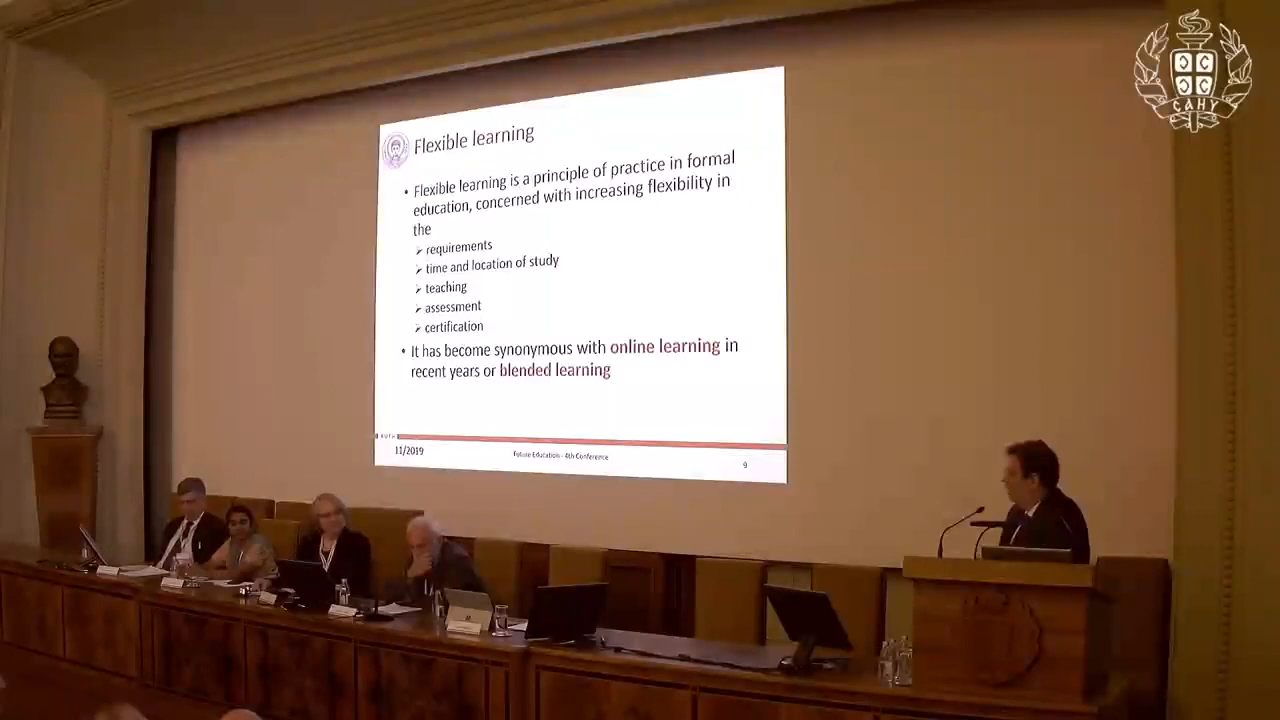 Flexible learning
• Flexible learning is a principle of practice in formal
education, concerned with increasing flexibility in
the
➢ requirements
➢ time and location of study
➢ teaching
➢ assessment
➢ certification
• It has become synonymous with online learning in
recent years or blended learning
AUTH
11/2019
Future Education - 4th Conference
9
САНУ